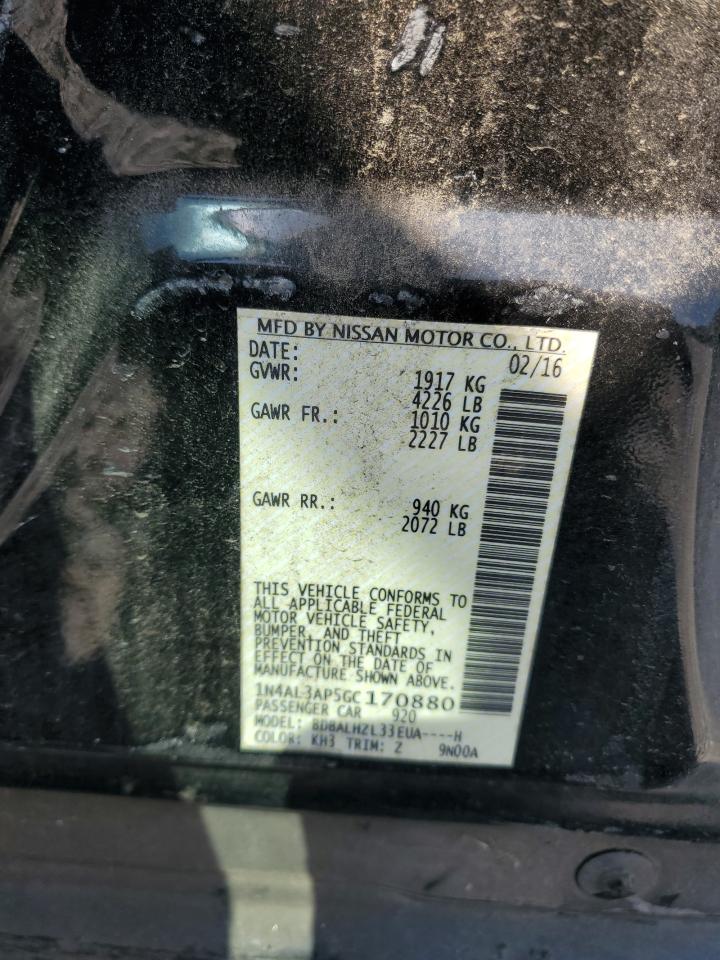 MFD BY NISSAN MOTOR CO., LTD.
DATE: 02/16
GVWR: 1917 KG
4226 LB
GAWR FR.: 1010 KG
2227 LB
GAWR RR.: 940 KG
2072 LB
THIS VEHICLE CONFORMS TO
ALL APPLICABLE FEDERAL
MOTOR VEHICLE SAFETY,
BUMPER, AND THEFT
PREVENTION STANDARDS IN
EFFECT ON THE DATE OF
MANUFACTURE SHOWN ABOVE.
1N4AL3AP5GC170880
PASSENGER CAR 920
MODEL: BDBALHZL33EUA----H
COLOR: KH3 TRIM: Z 9N00A